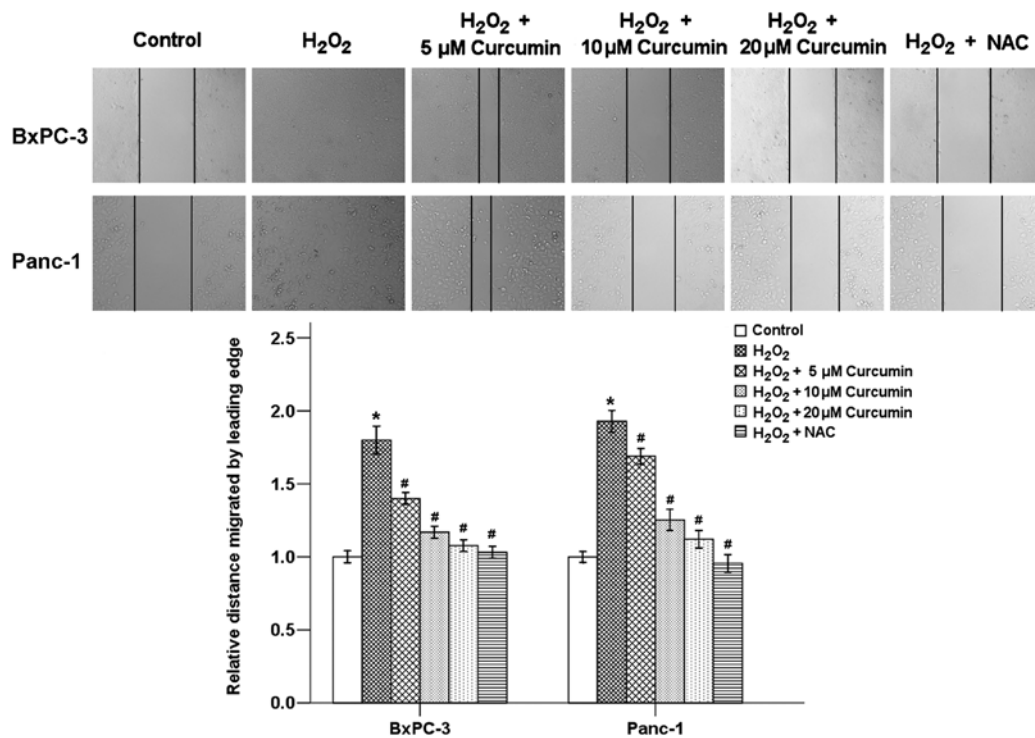 Control
H₂O₂
H₂O₂ +
5 µM Curcumin
H₂O₂ +
10µM Curcumin
H₂O₂ +
20µM Curcumin
H₂O₂ + NAC
BxPC-3
Panc-1
Relative distance migrated by leading edge
2.5
2.0
1.5
1.0
0.5
0.0
*
#
#
#
#
*
#
#
#
#
BxPC-3
Panc-1
Control
H₂O₂
H₂O₂ + 5 µM Curcumin
H₂O₂ +10µM Curcumin
H₂O₂ +20µM Curcumin
H₂O₂ + NAC